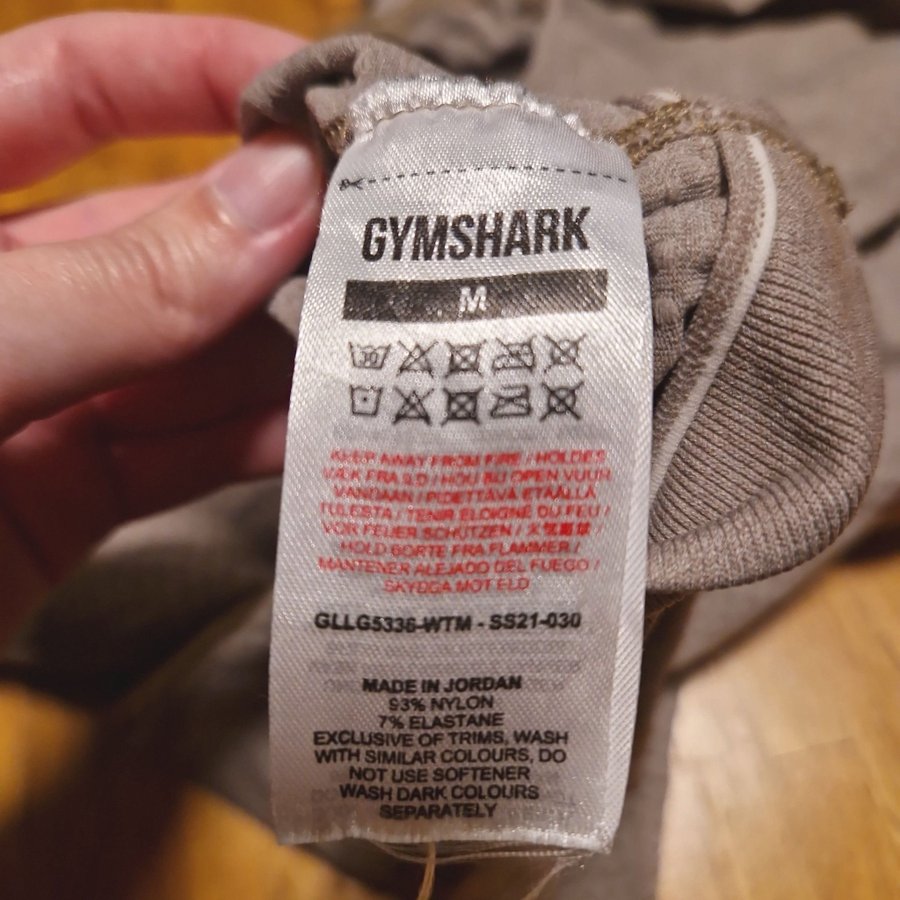 GYMSHARK
M
30
KEEP AWAY FROM FIRE / HOLDES
VÆK FRA ILD / HOU BIJ OPEN VUUR
VANDAAN / PIDETTÄVÄ ETÄÄLLÄ
TULESTA / TENIR ÉLOIGNÉ DU FEU /
VON FEUER SCHÜTZEN /
HOLD BORTE FRA FLAMMER /
MANTENER ALEJADO DEL FUEGO /
SKYDDA MOT ELD
GLLG5336-WTM - SS21-030
MADE IN JORDAN
93% NYLON
7% ELASTANE
EXCLUSIVE OF TRIMS, WASH
WITH SIMILAR COLOURS, DO
NOT USE SOFTENER
WASH DARK COLOURS
SEPARATELY